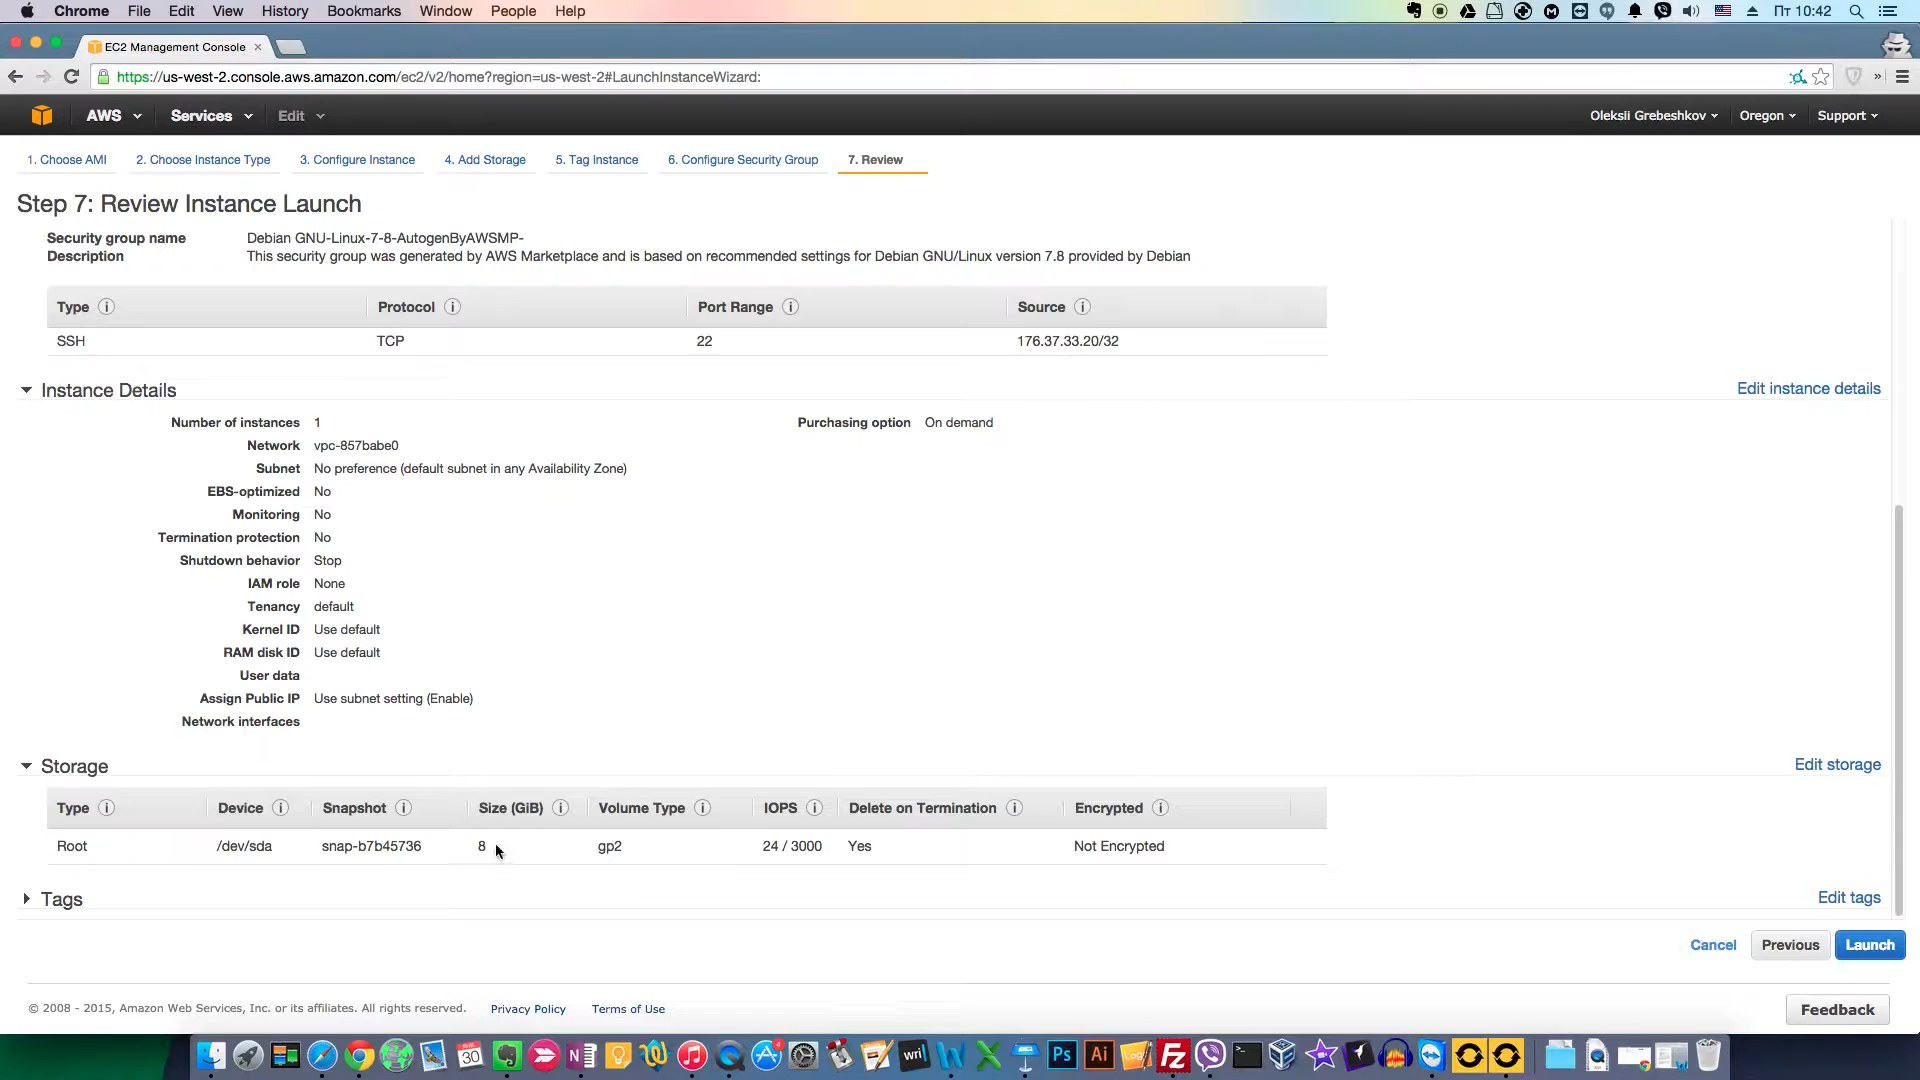 Chrome File Edit View History Bookmarks Window People Help Пт 10:42
EC2 Management Console
https://us-west-2.console.aws.amazon.com/ec2/v2/home?region=us-west-2#LaunchInstanceWizard:
AWS Services Edit Oleksii Grebeshkov Oregon Support
1. Choose AMI 2. Choose Instance Type 3. Configure Instance 4. Add Storage 5. Tag Instance 6. Configure Security Group 7. Review
Step 7: Review Instance Launch
Security group name Debian GNU-Linux-7-8-AutogenByAWSMP-
Description This security group was generated by AWS Marketplace and is based on recommended settings for Debian GNU/Linux version 7.8 provided by Debian
Type Protocol Port Range Source
SSH TCP 22 176.37.33.20/32
Instance Details Edit instance details
Number of instances 1 Purchasing option On demand
Network vpc-857babe0
Subnet No preference (default subnet in any Availability Zone)
EBS-optimized No
Monitoring No
Termination protection No
Shutdown behavior Stop
IAM role None
Tenancy default
Kernel ID Use default
RAM disk ID Use default
User data
Assign Public IP Use subnet setting (Enable)
Network interfaces
Storage Edit storage
Type Device Snapshot Size (GiB) Volume Type IOPS Delete on Termination Encrypted
Root /dev/sda snap-b7b45736 8 gp2 24 / 3000 Yes Not Encrypted
Tags Edit tags
Cancel Previous Launch
© 2008 - 2015, Amazon Web Services, Inc. or its affiliates. All rights reserved. Privacy Policy Terms of Use Feedback
30 wri Ps Ai Log Fz